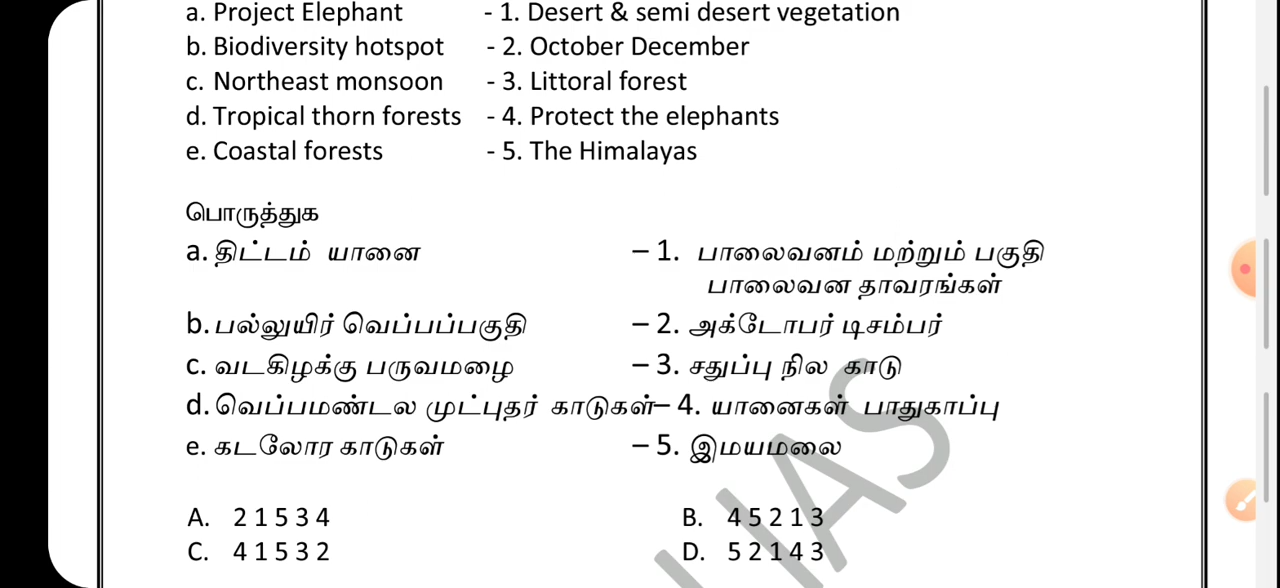 a. Project Elephant - 1. Desert & semi desert vegetation
b. Biodiversity hotspot - 2. October December
c. Northeast monsoon - 3. Littoral forest
d. Tropical thorn forests - 4. Protect the elephants
e. Coastal forests - 5. The Himalayas
பொருத்துக
a. திட்டம் யானை – 1. பாலைவனம் மற்றும் பகுதி
பாலைவன தாவரங்கள்
b. பல்லுயிர் வெப்பப்பகுதி – 2. அக்டோபர் டிசம்பர்
c. வடகிழக்கு பருவமழை – 3. சதுப்பு நில காடு
d. வெப்பமண்டல முட்புதர் காடுகள்– 4. யானைகள் பாதுகாப்பு
e. கடலோர காடுகள் – 5. இமயமலை
A. 2 1 5 3 4 B. 4 5 2 1 3
C. 4 1 5 3 2 D. 5 2 1 4 3
IAS